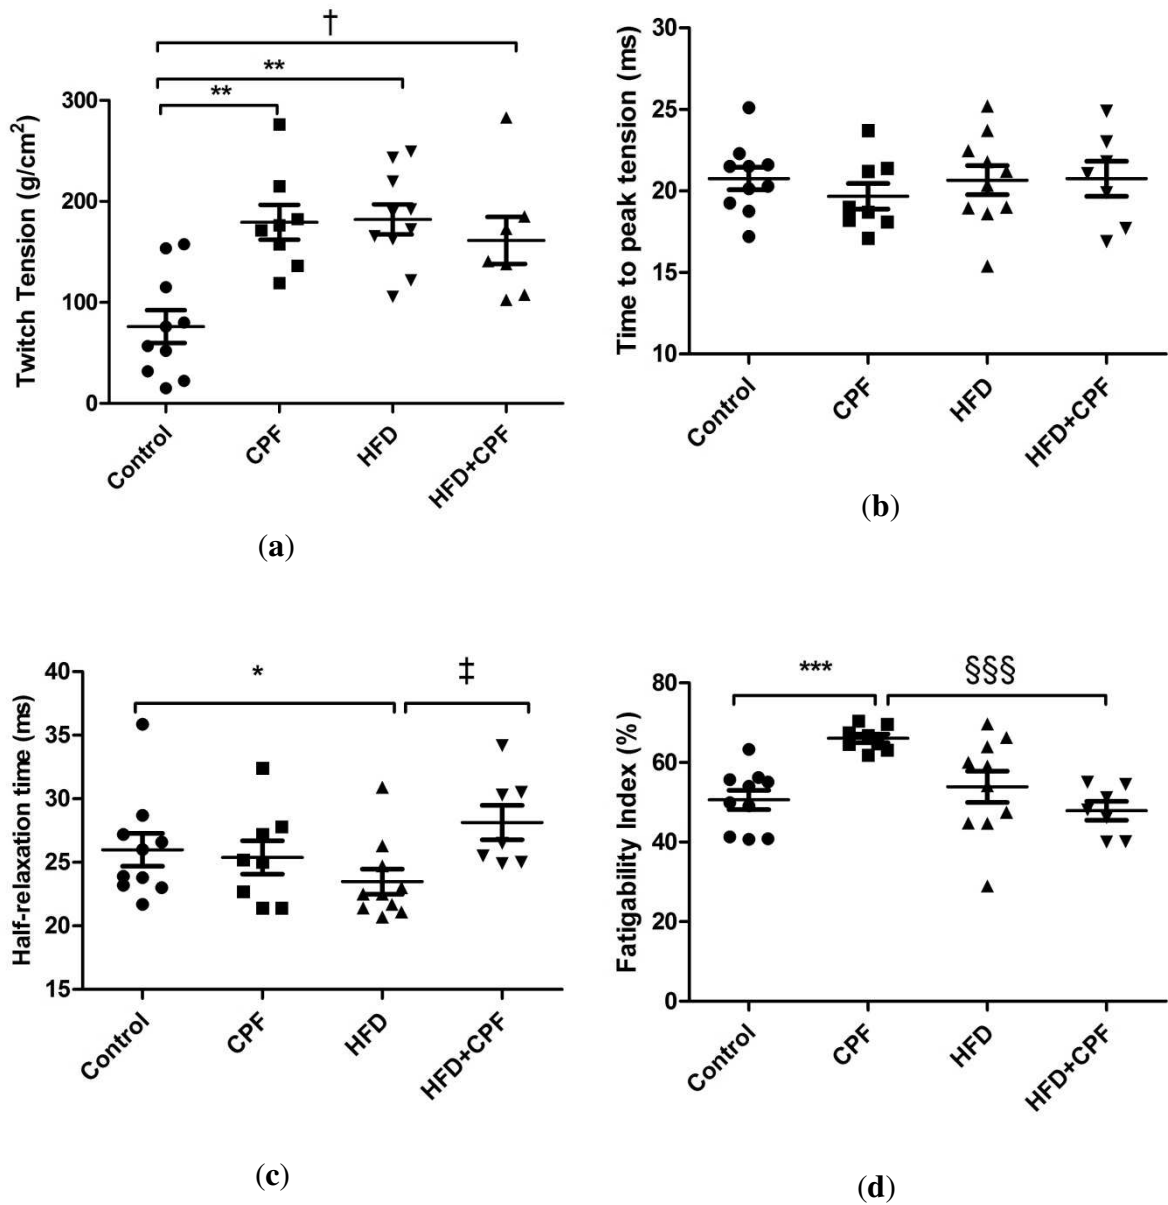 †
**
**
Twitch Tension (g/cm²)
300
200
100
0
Control
CPF
HFD
HFD+CPF
(a)
Time to peak tension (ms)
30
25
20
15
10
Control
CPF
HFD
HFD+CPF
(b)
*
‡
Half-relaxation time (ms)
40
35
30
25
20
15
Control
CPF
HFD
HFD+CPF
(c)
***
§§§
Fatigability Index (%)
80
60
40
20
0
Control
CPF
HFD
HFD+CPF
(d)